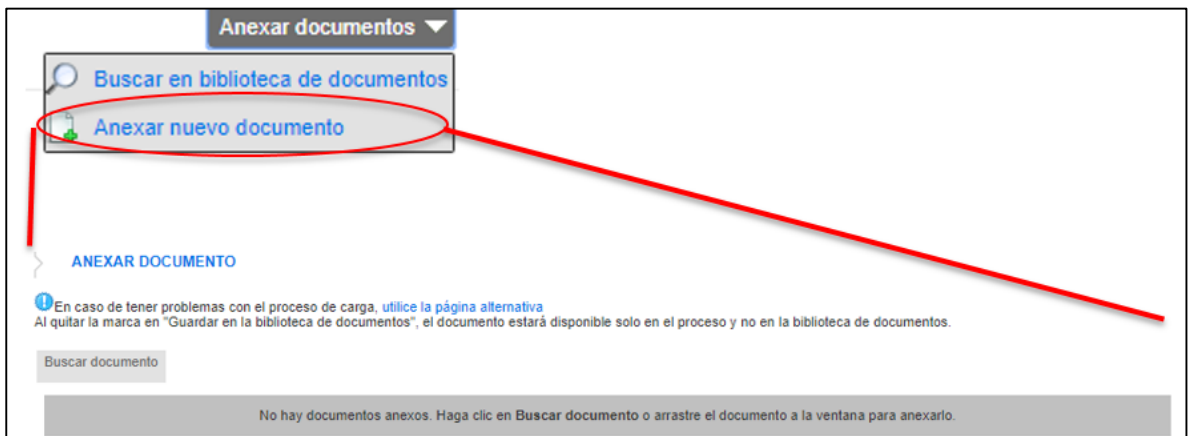 Anexar documentos
Buscar en biblioteca de documentos
Anexar nuevo documento
ANEXAR DOCUMENTO
En caso de tener problemas con el proceso de carga, utilice la página alternativa
Al quitar la marca en "Guardar en la biblioteca de documentos", el documento estará disponible solo en el proceso y no en la biblioteca de documentos.
Buscar documento
No hay documentos anexos. Haga clic en Buscar documento o arrastre el documento a la ventana para anexarlo.